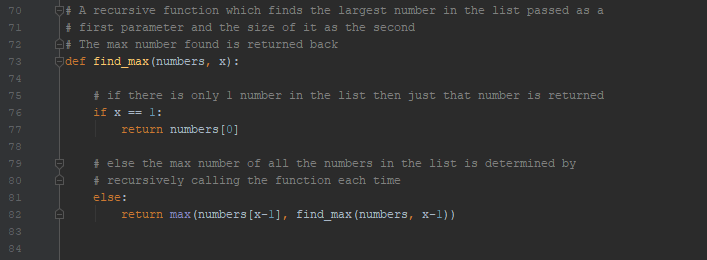 70 # A recursive function which finds the largest number in the list passed as a
71 # first parameter and the size of it as the second
72 # The max number found is returned back
73 def find_max(numbers, x):
74
75 # if there is only 1 number in the list then just that number is returned
76 if x == 1:
77 return numbers[0]
78
79 # else the max number of all the numbers in the list is determined by
80 # recursively calling the function each time
81 else:
82 return max(numbers[x-1], find_max(numbers, x-1))
83
84